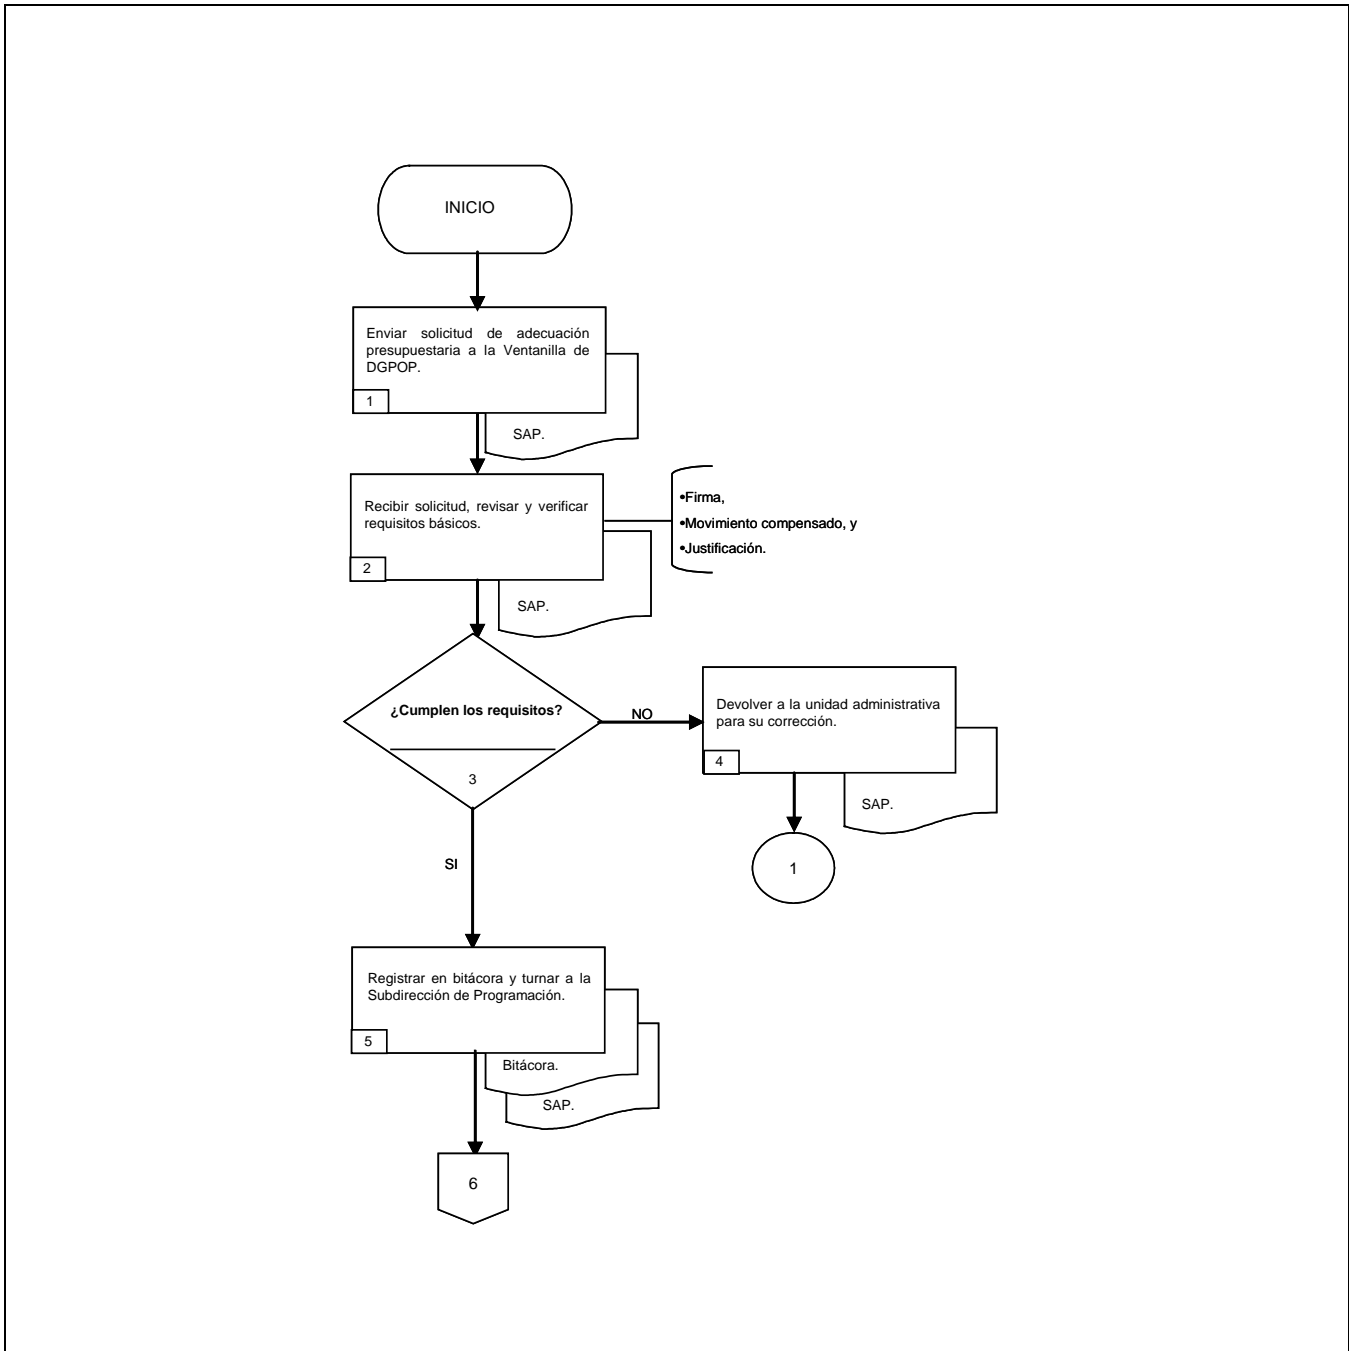 INICIO
Enviar solicitud de adecuación
presupuestaria a la Ventanilla de
DGPOP.
1
SAP.
Recibir solicitud, revisar y verificar
requisitos básicos.
2
•Firma,
•Movimiento compensado, y
•Justificación.
SAP.
¿Cumplen los requisitos?
3
NO
Devolver a la unidad administrativa
para su corrección.
4
SAP.
1
SI
Registrar en bitácora y turnar a la
Subdirección de Programación.
5
Bitácora.
SAP.
6